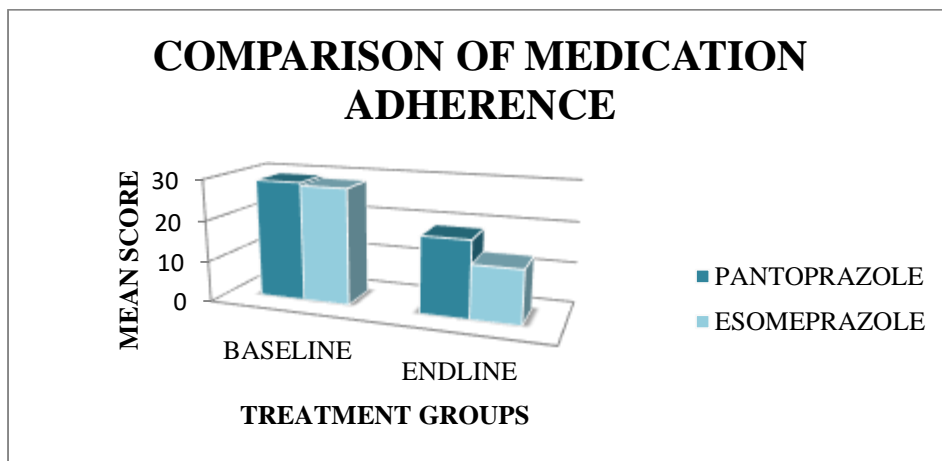 COMPARISON OF MEDICATION
ADHERENCE
MEAN SCORE
30
20
10
0
BASELINE
ENDLINE
TREATMENT GROUPS
PANTOPRAZOLE
ESOMEPRAZOLE